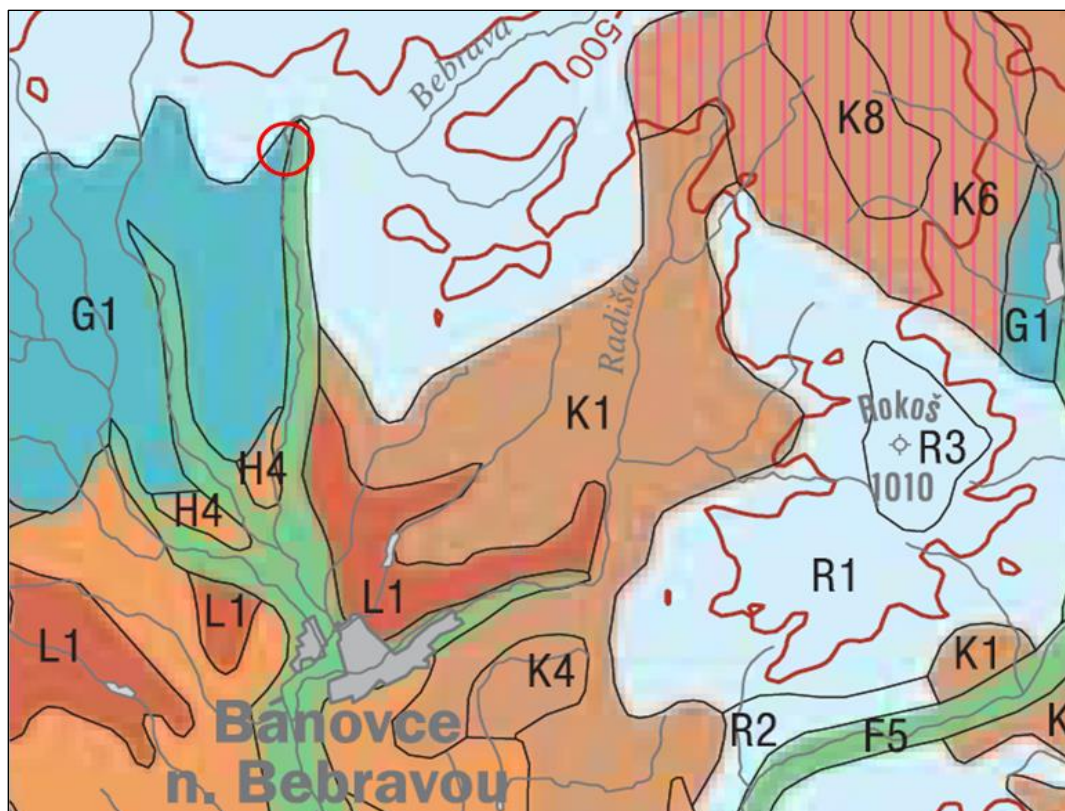 -5000
Bebrava
K8
K6
G1
G1
Radiša
K1
Rokoš
R3
1010
H4
H4
R1
L1
L1
L1
K4
K1
K
Bánovce
n. Bebravou
R2
F5